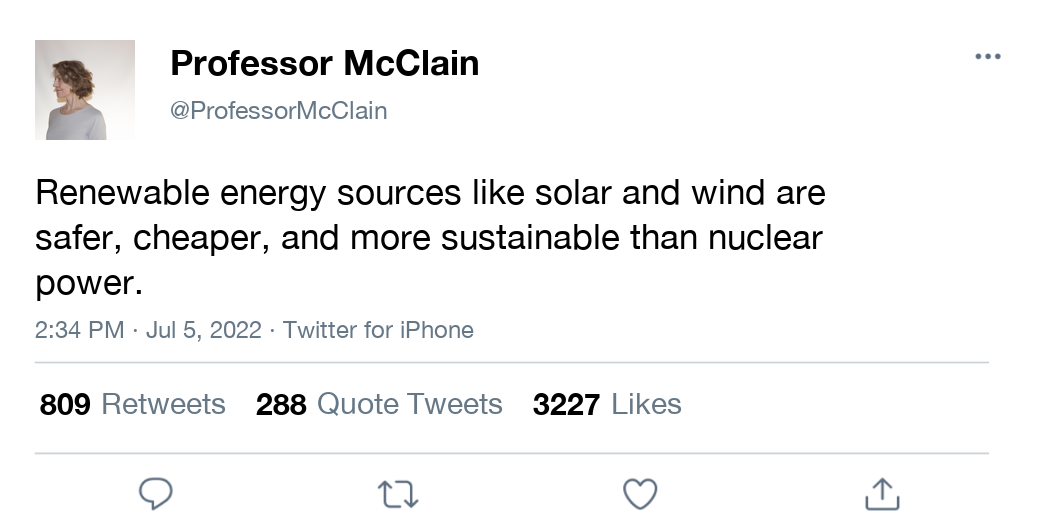 Professor McClain
@ProfessorMcClain
Renewable energy sources like solar and wind are
safer, cheaper, and more sustainable than nuclear
power.
2:34 PM · Jul 5, 2022 · Twitter for iPhone
809 Retweets 288 Quote Tweets 3227 Likes